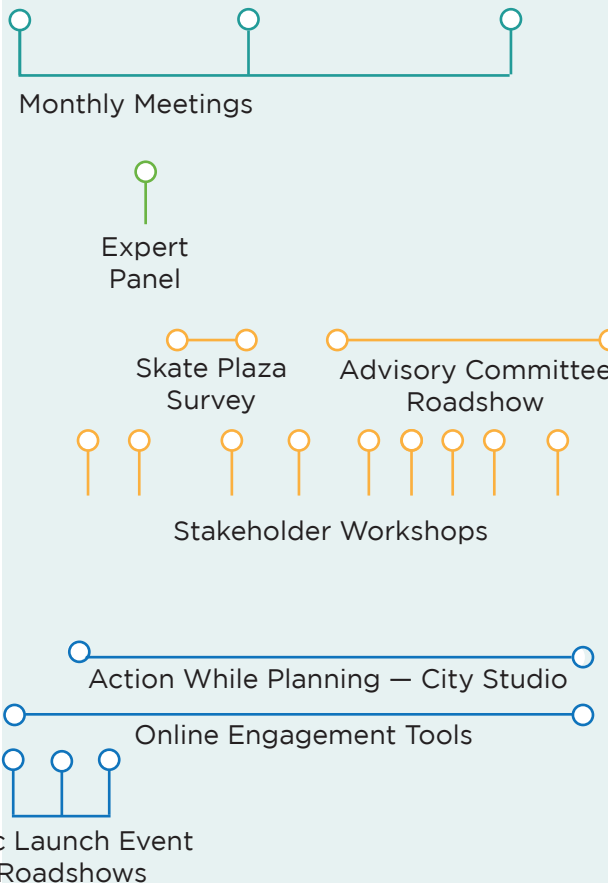 Monthly Meetings
Expert
Panel
Skate Plaza
Survey
Advisory Committee
Roadshow
Stakeholder Workshops
Action While Planning — City Studio
Online Engagement Tools
Launch Event
Roadshows